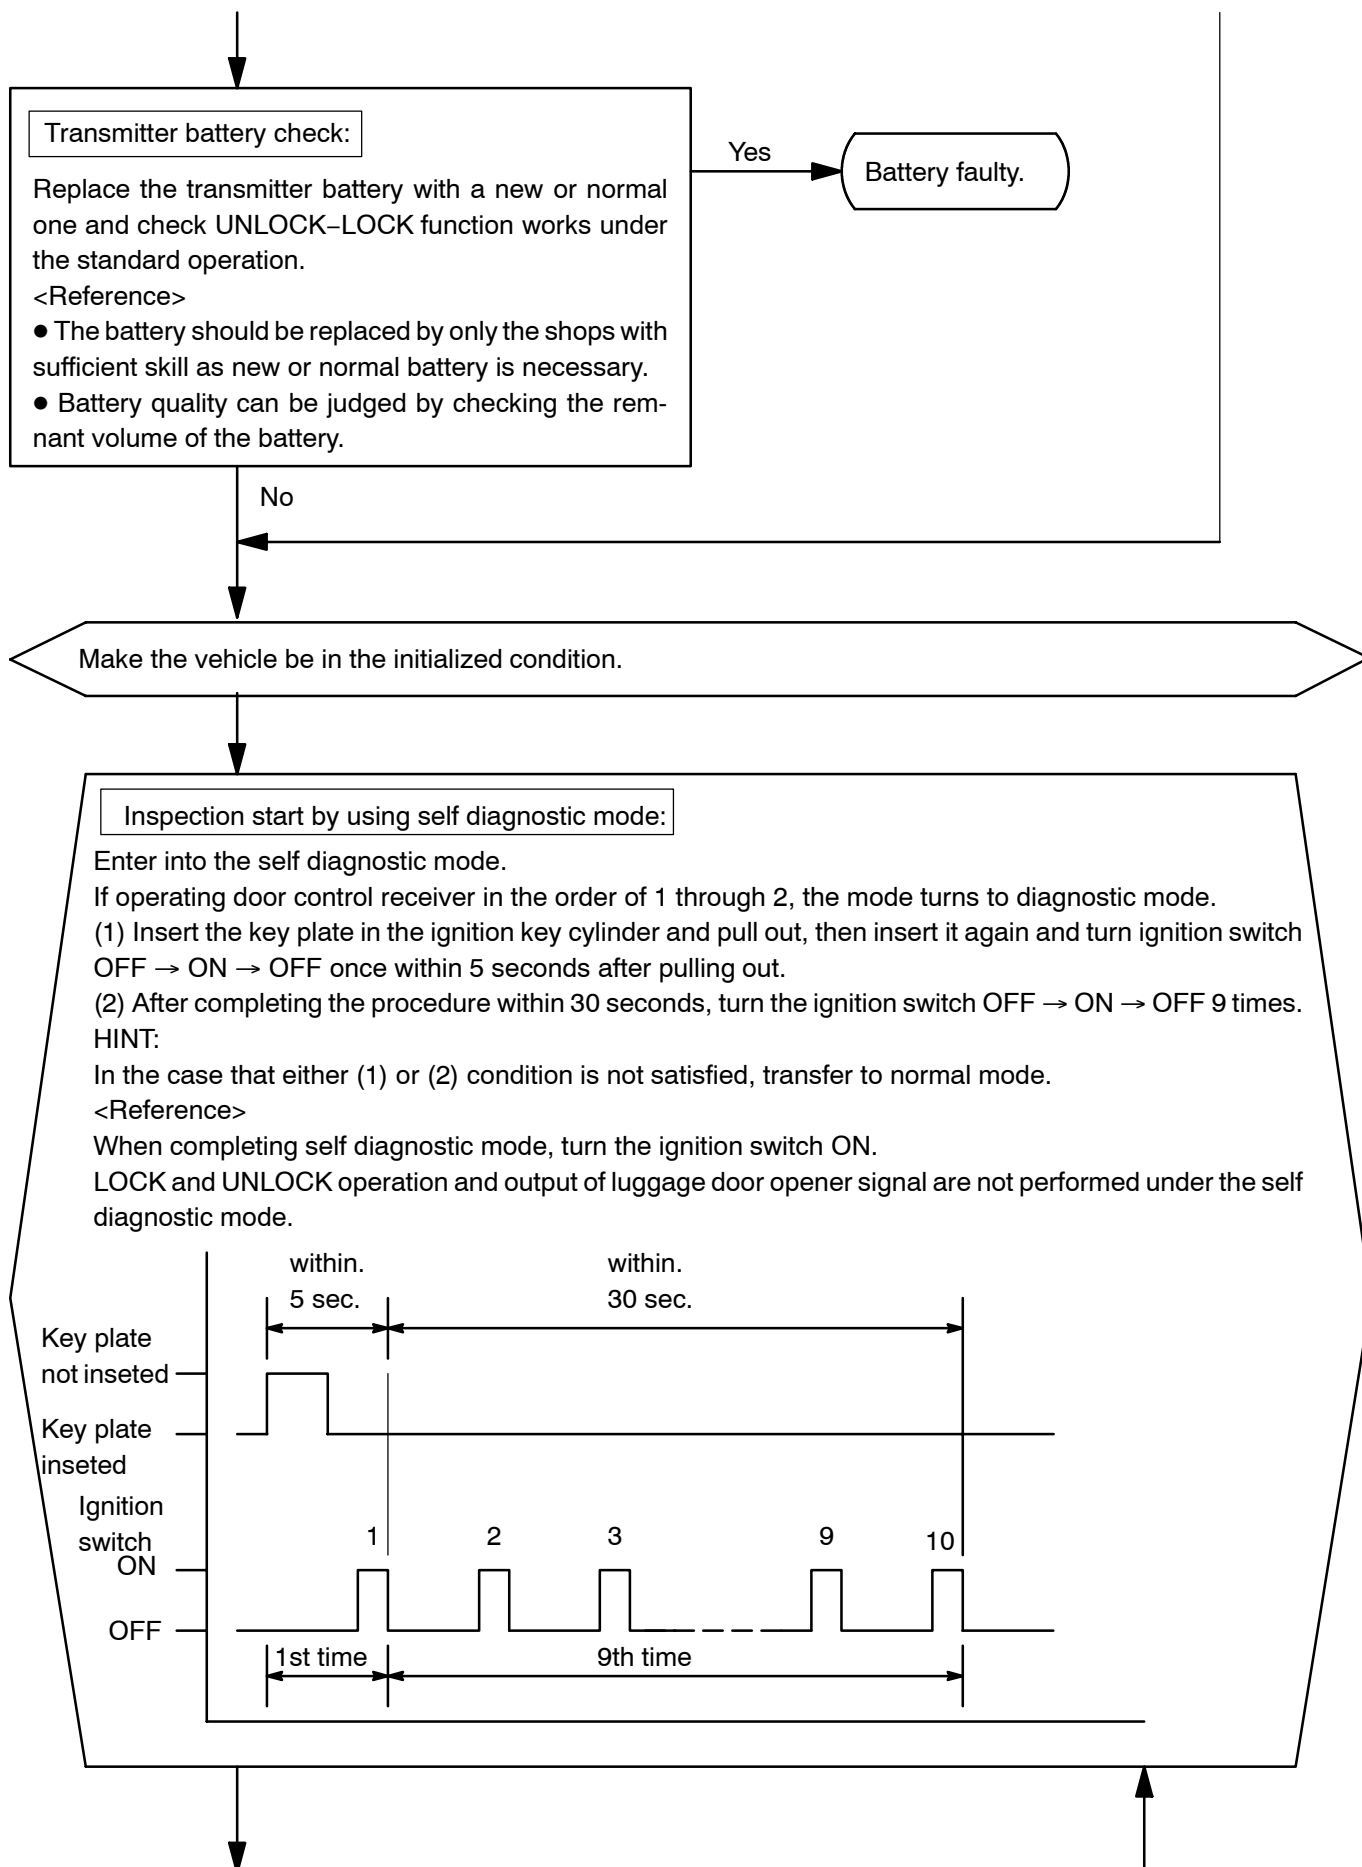 Transmitter battery check:
Replace the transmitter battery with a new or normal
one and check UNLOCK–LOCK function works under
the standard operation.
<Reference>
● The battery should be replaced by only the shops with
sufficient skill as new or normal battery is necessary.
● Battery quality can be judged by checking the rem-
nant volume of the battery.
Yes
Battery faulty.
No
Make the vehicle be in the initialized condition.
Inspection start by using self diagnostic mode:
Enter into the self diagnostic mode.
If operating door control receiver in the order of 1 through 2, the mode turns to diagnostic mode.
(1) Insert the key plate in the ignition key cylinder and pull out, then insert it again and turn ignition switch
OFF → ON → OFF once within 5 seconds after pulling out.
(2) After completing the procedure within 30 seconds, turn the ignition switch OFF → ON → OFF 9 times.
HINT:
In the case that either (1) or (2) condition is not satisfied, transfer to normal mode.
<Reference>
When completing self diagnostic mode, turn the ignition switch ON.
LOCK and UNLOCK operation and output of luggage door opener signal are not performed under the self
diagnostic mode.
within.
5 sec.
within.
30 sec.
Key plate
not inseted
Key plate
inseted
Ignition
switch
ON
OFF
1
2
3
9
10
1st time
9th time